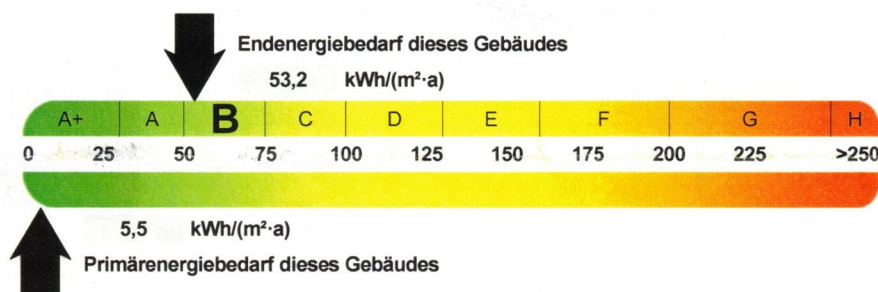 Endenergiebedarf dieses Gebäudes
53,2 kWh/(m²·a)
A+ A B C D E F G H
0 25 50 75 100 125 150 175 200 225 >250
5,5 kWh/(m²·a)
Primärenergiebedarf dieses Gebäudes